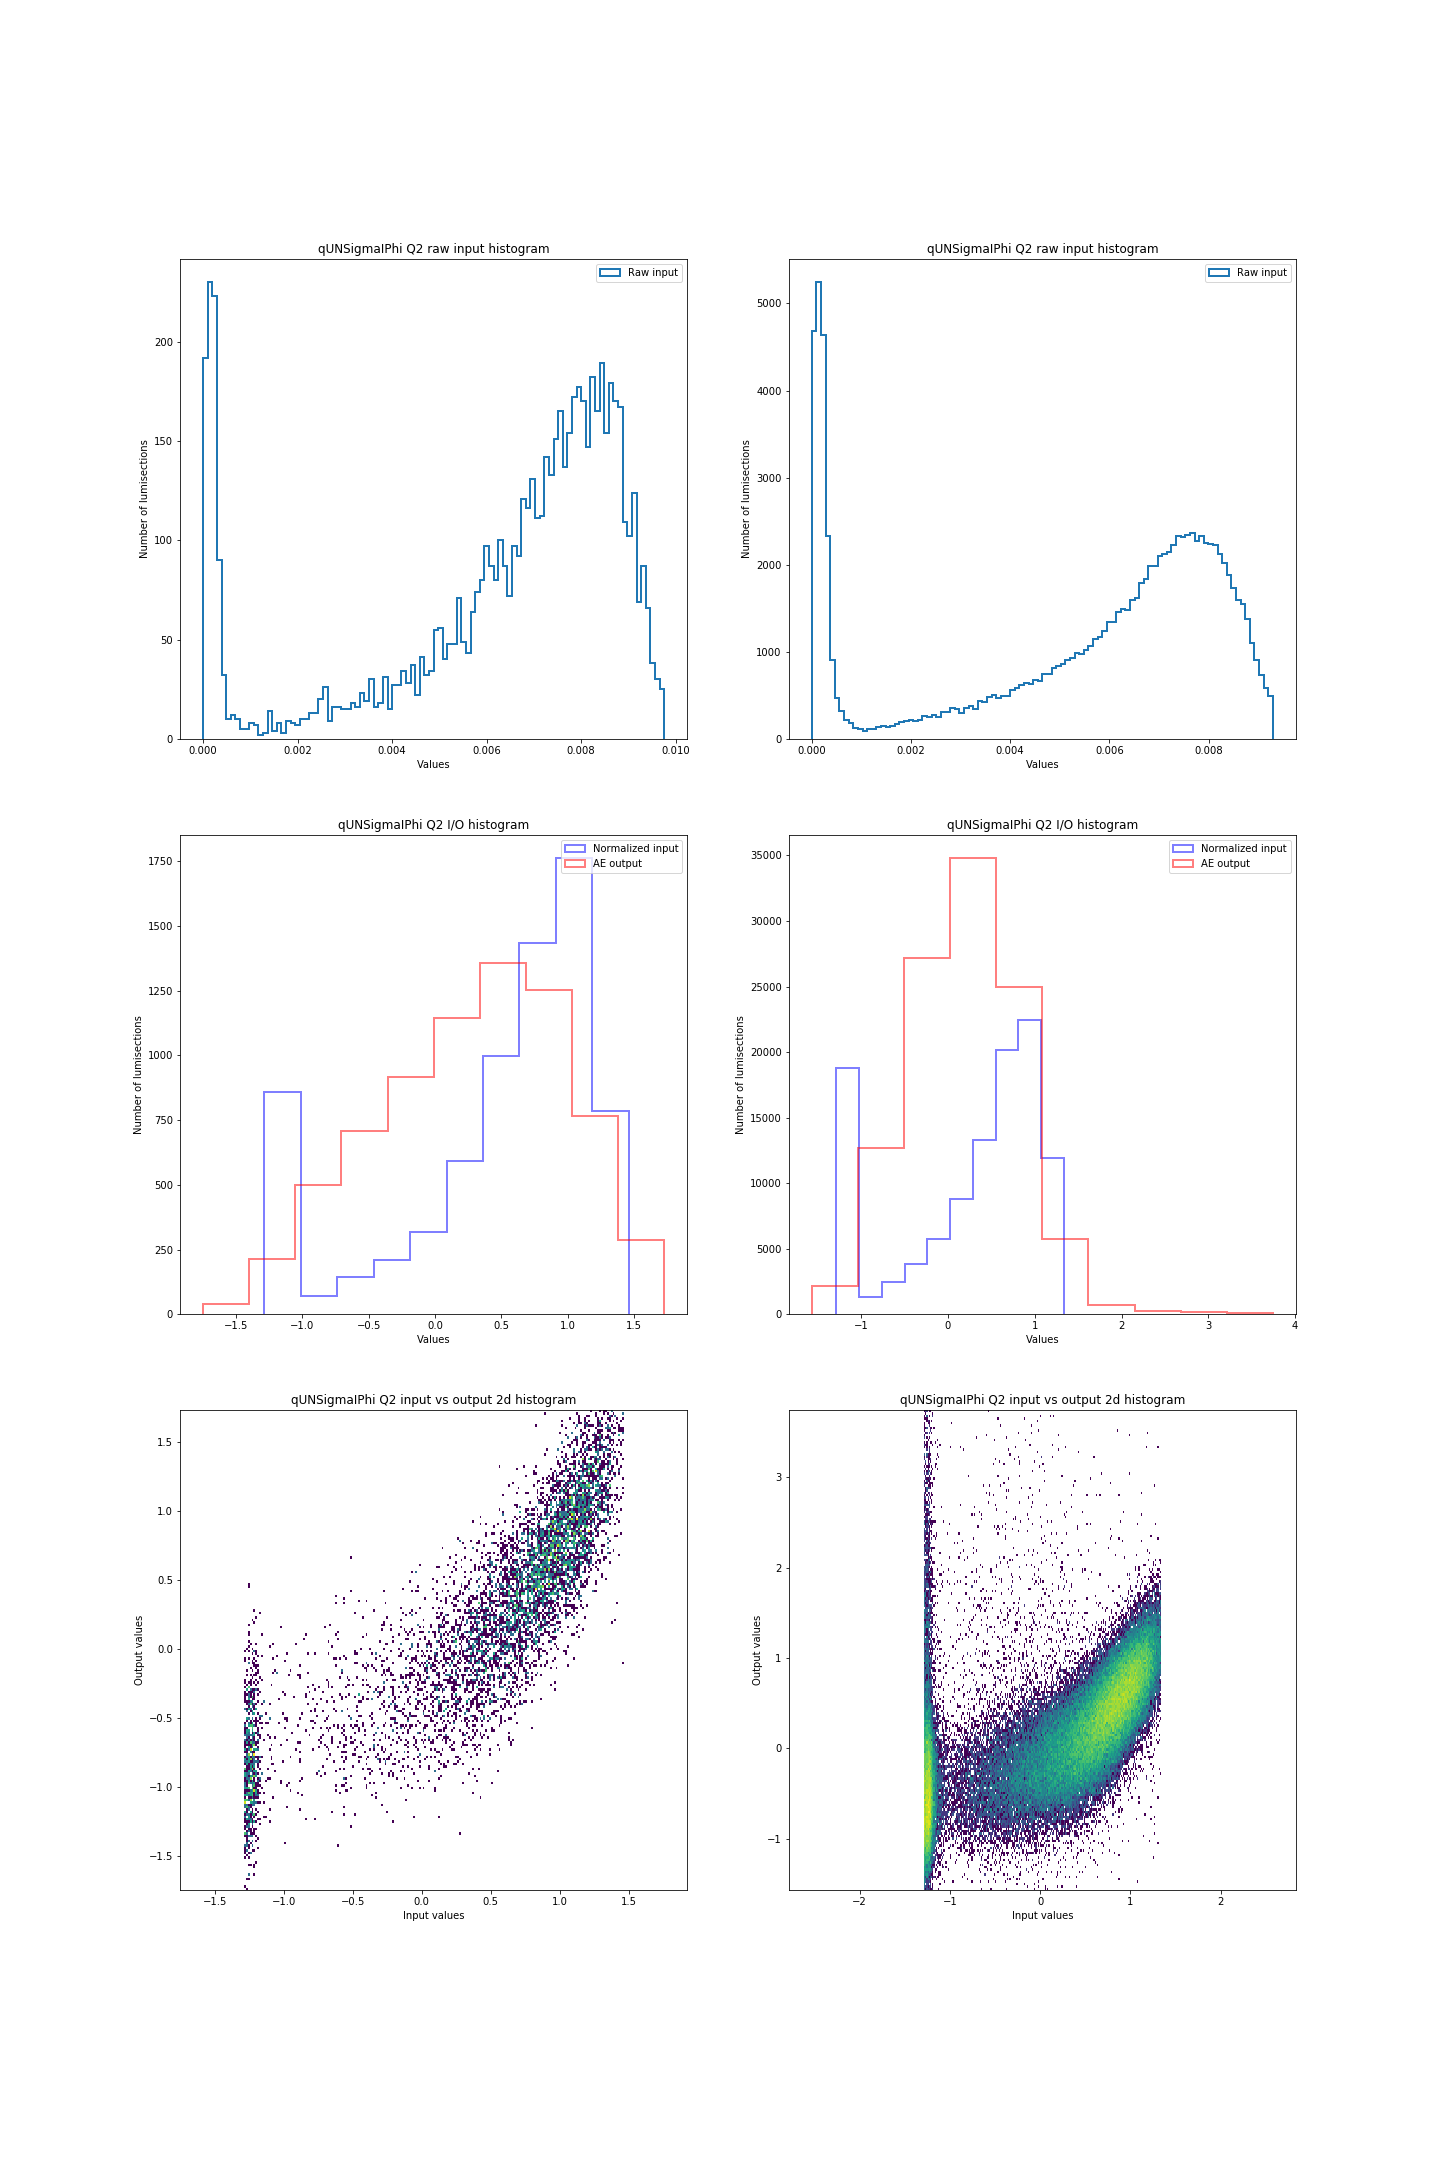 qUNSigmaIPhi Q2 raw input histogram
Raw input
Number of lumisections
200
150
100
50
0
0.000 0.002 0.004 0.006 0.008 0.010
Values
qUNSigmaIPhi Q2 raw input histogram
Raw input
Number of lumisections
5000
4000
3000
2000
1000
0
0.000 0.002 0.004 0.006 0.008
Values
qUNSigmaIPhi Q2 I/O histogram
Normalized input
AE output
Number of lumisections
1750
1500
1250
1000
750
500
250
0
−1.5 −1.0 −0.5 0.0 0.5 1.0 1.5
Values
qUNSigmaIPhi Q2 I/O histogram
Normalized input
AE output
Number of lumisections
35000
30000
25000
20000
15000
10000
5000
0
−1 0 1 2 3 4
Values
qUNSigmaIPhi Q2 input vs output 2d histogram
Output values
1.5
1.0
0.5
0.0
−0.5
−1.0
−1.5
−1.5 −1.0 −0.5 0.0 0.5 1.0 1.5
Input values
qUNSigmaIPhi Q2 input vs output 2d histogram
Output values
3
2
1
0
−1
−2 −1 0 1 2
Input values